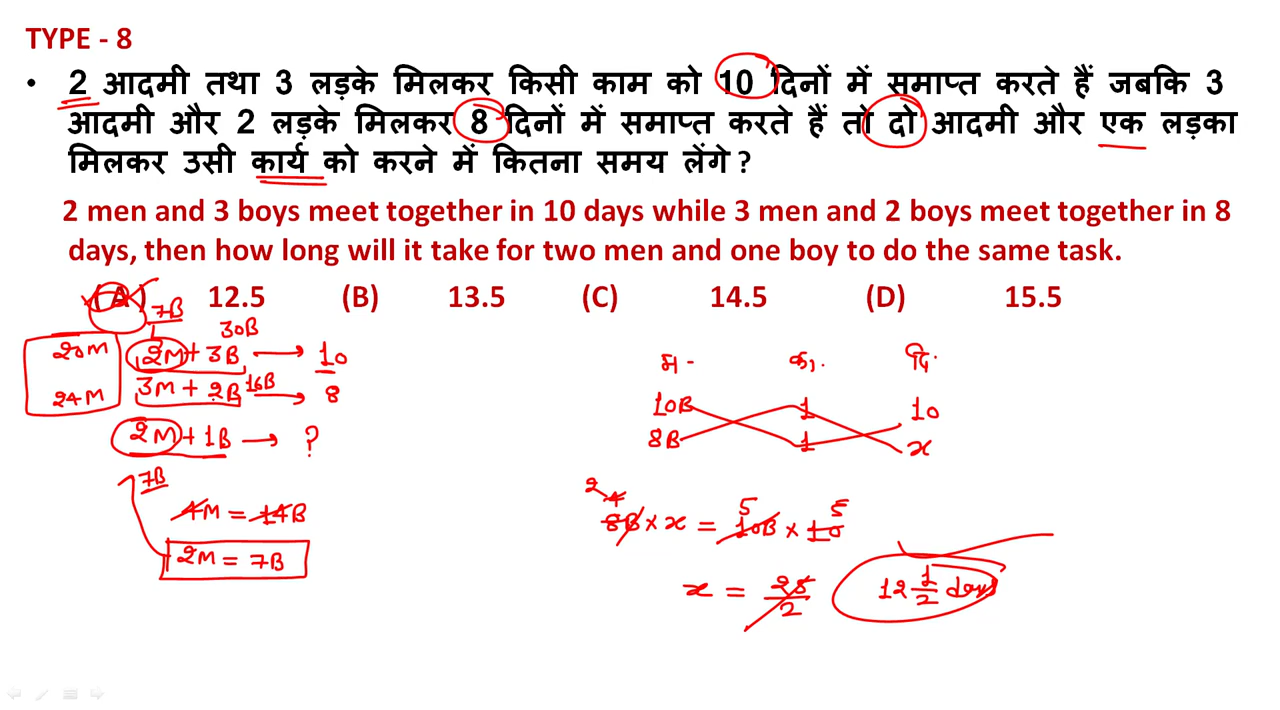 TYPE - 8
• 2 आदमी तथा 3 लड़के मिलकर किसी काम को 10 दिनों में समाप्त करते हैं जबकि 3
आदमी और 2 लड़के मिलकर 8 दिनों में समाप्त करते हैं तो दो आदमी और एक लड़का
मिलकर उसी कार्य को करने में कितना समय लेंगे ?
2 men and 3 boys meet together in 10 days while 3 men and 2 boys meet together in 8
days, then how long will it take for two men and one boy to do the same task.
(A) 12.5 (B) 13.5 (C) 14.5 (D) 15.5
7B
30B
20M 2M + 3B → 10
24M 3M + 2B 16B → 8
2M + 1B → ?
7B
4M = 14B
2M = 7B
म - का. दि.
10B 1 10
8B 1 x
2 4 5 5
8B × x = 10B × 10
x = 25/2 12 1/2 days